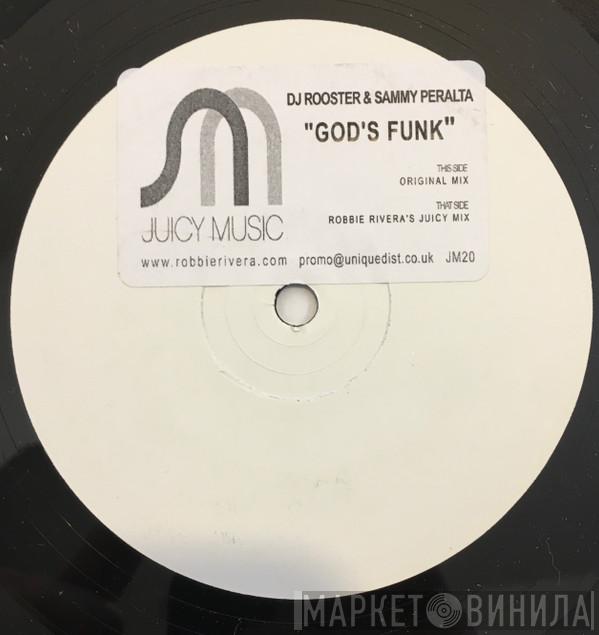 DJ ROOSTER & SAMMY PERALTA
"GOD'S FUNK"
THIS SIDE
ORIGINAL MIX
THAT SIDE
ROBBIE RIVERA'S JUICY MIX
JUICY MUSIC
www.robbierivera.com promo@uniquedist.co.uk JM20
МАРКЕТ ВИНИЛА